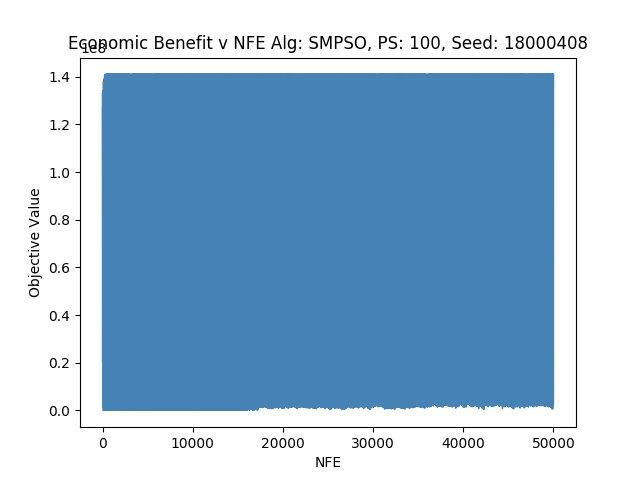 Economic Benefit v NFE Alg: SMPSO, PS: 100, Seed: 18000408
1e8
1.4
1.2
1.0
0.8
0.6
0.4
0.2
0.0
Objective Value
0 10000 20000 30000 40000 50000
NFE